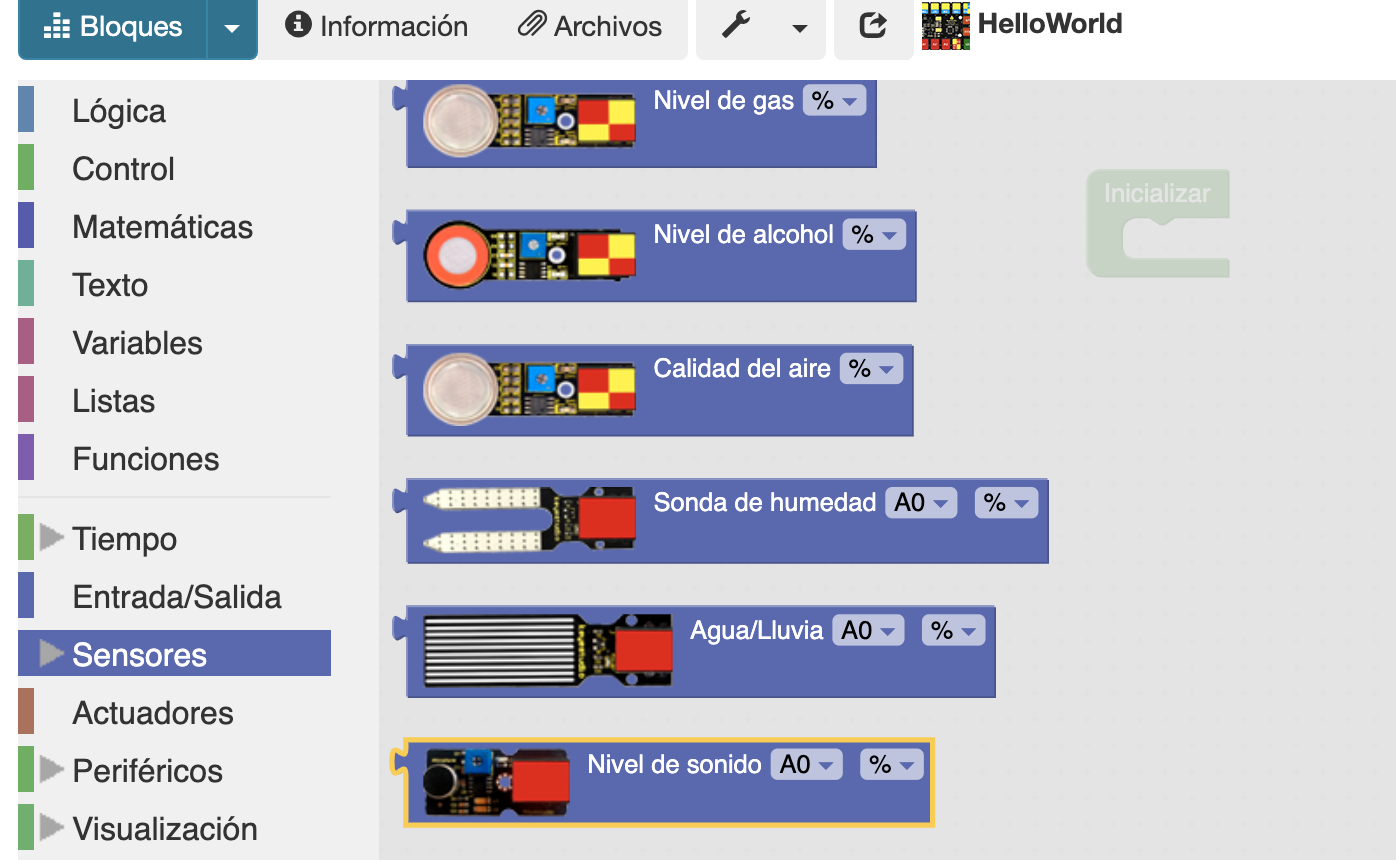 Bloques Información Archivos HelloWorld
Lógica
Control
Matemáticas
Texto
Variables
Listas
Funciones
Tiempo
Entrada/Salida
Sensores
Actuadores
Periféricos
Visualización
Nivel de gas %
Nivel de alcohol %
Calidad del aire %
Sonda de humedad A0 %
Agua/Lluvia A0 %
Nivel de sonido A0 %
Inicializar